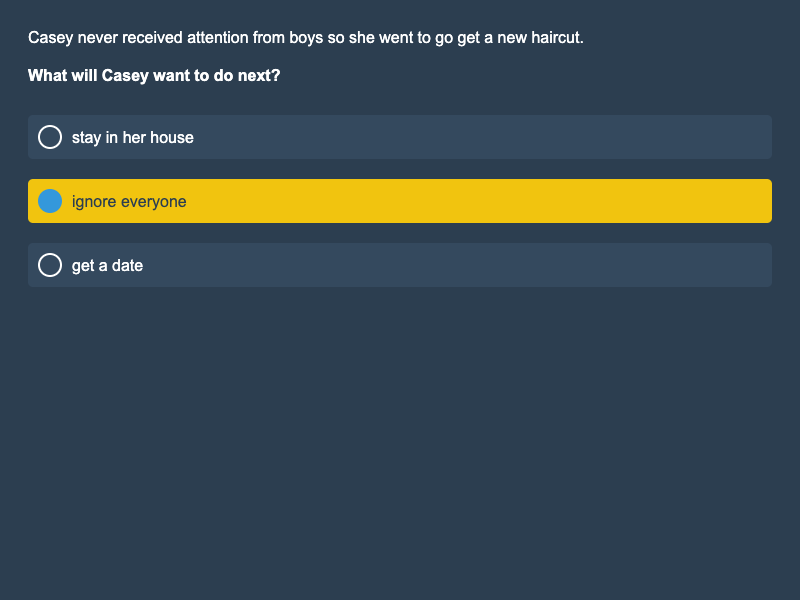 Casey never received attention from boys so she went to go get a new haircut.
What will Casey want to do next?
stay in her house
ignore everyone
get a date